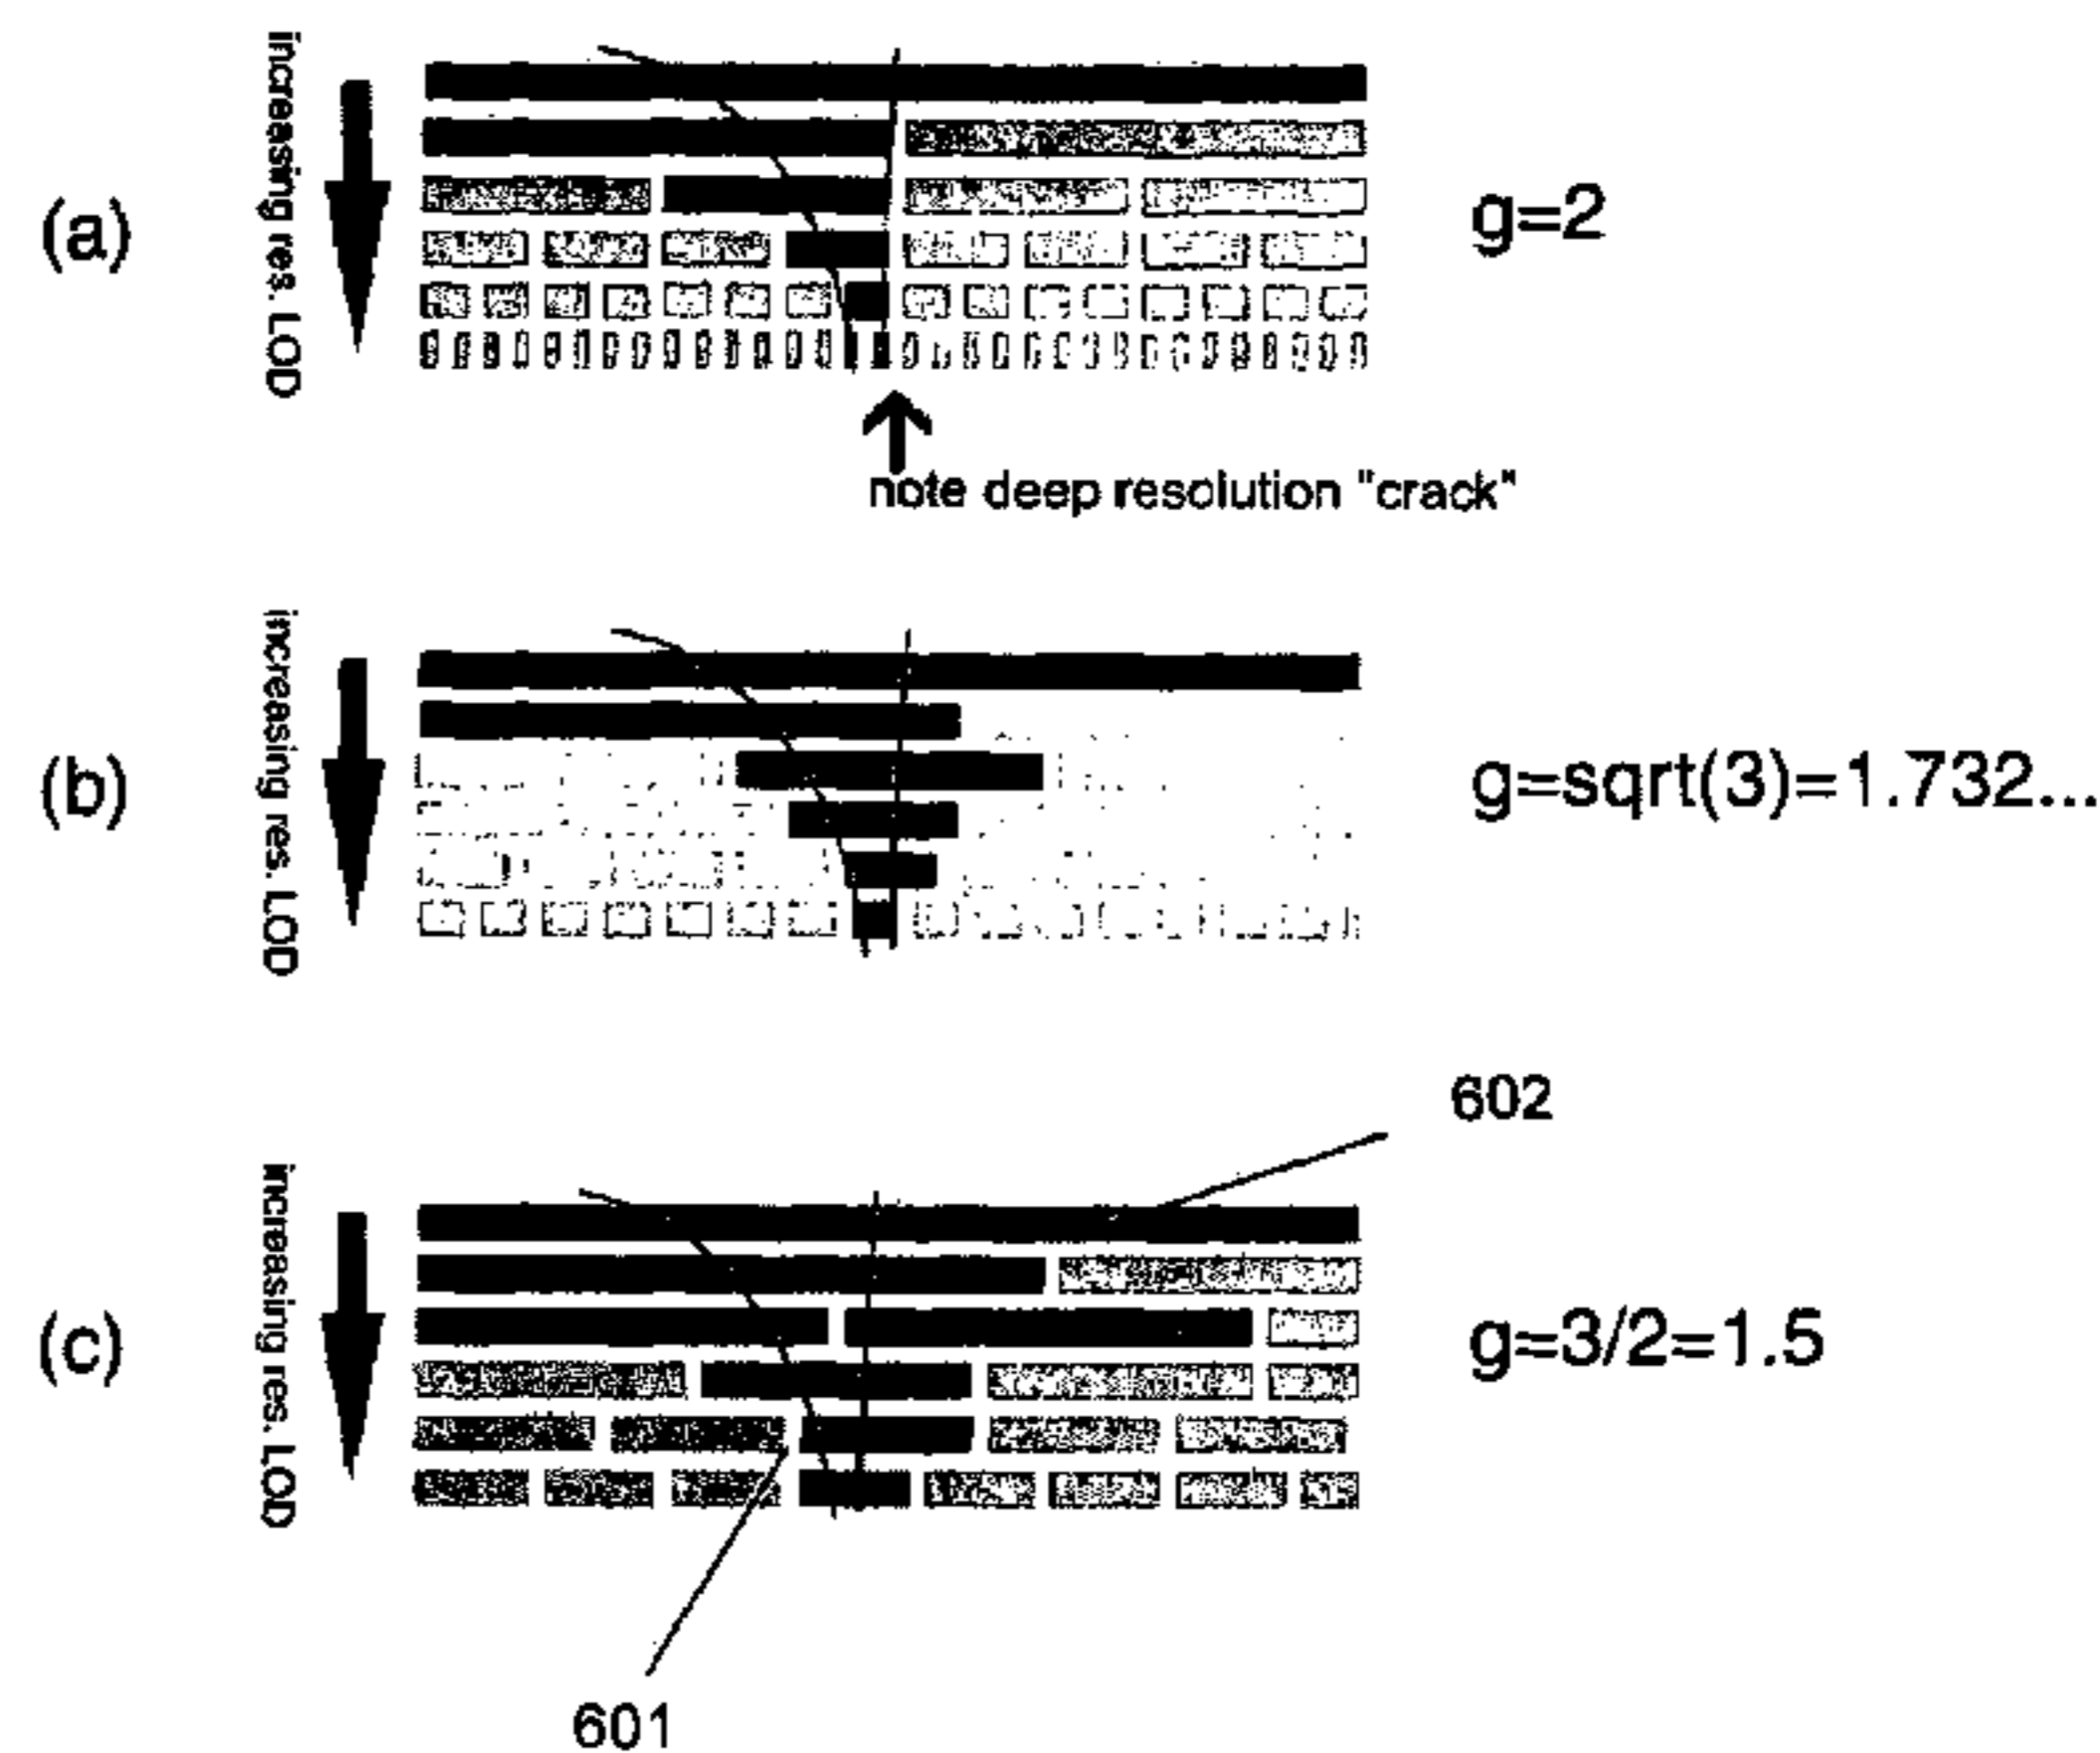 increasing res. LOD
(a)
g=2
note deep resolution "crack"
increasing res. LOD
(b)
g=sqrt(3)=1.732...
602
increasing res. LOD
(c)
g=3/2=1.5
601